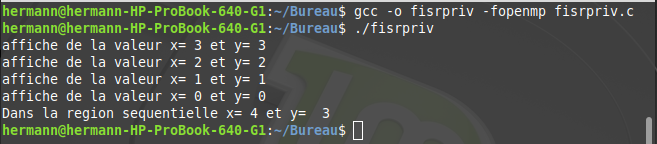 hermann@hermann-HP-ProBook-640-G1:~/Bureau$ gcc -o fisrpriv -fopenmp fisrpriv.c
hermann@hermann-HP-ProBook-640-G1:~/Bureau$ ./fisrpriv
affiche de la valeur x= 3 et y= 3
affiche de la valeur x= 2 et y= 2
affiche de la valeur x= 1 et y= 1
affiche de la valeur x= 0 et y= 0
Dans la region sequentielle x= 4 et y=  3
hermann@hermann-HP-ProBook-640-G1:~/Bureau$